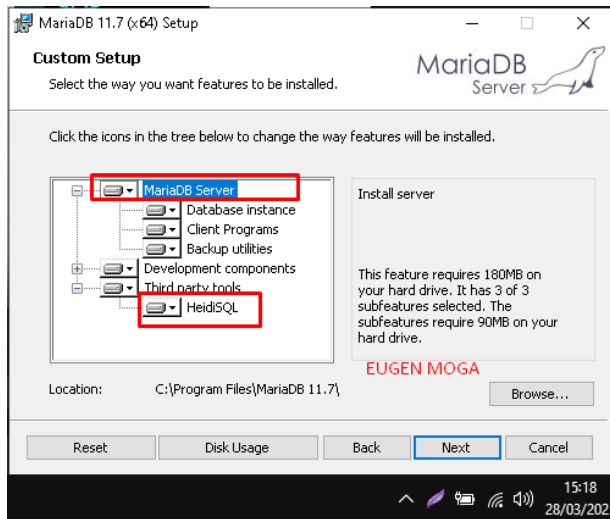 MariaDB 11.7 (x64) Setup
Custom Setup
Select the way you want features to be installed.
MariaDB
Server
Click the icons in the tree below to change the way features will be installed.
MariaDB Server
Database instance
Client Programs
Backup utilities
Development components
Third party tools
HeidiSQL
Install server
This feature requires 180MB on
your hard drive. It has 3 of 3
subfeatures selected. The
subfeatures require 90MB on your
hard drive.
EUGEN MOGA
Location: C:\Program Files\MariaDB 11.7\
Browse...
Reset Disk Usage Back Next Cancel
15:18
28/03/202